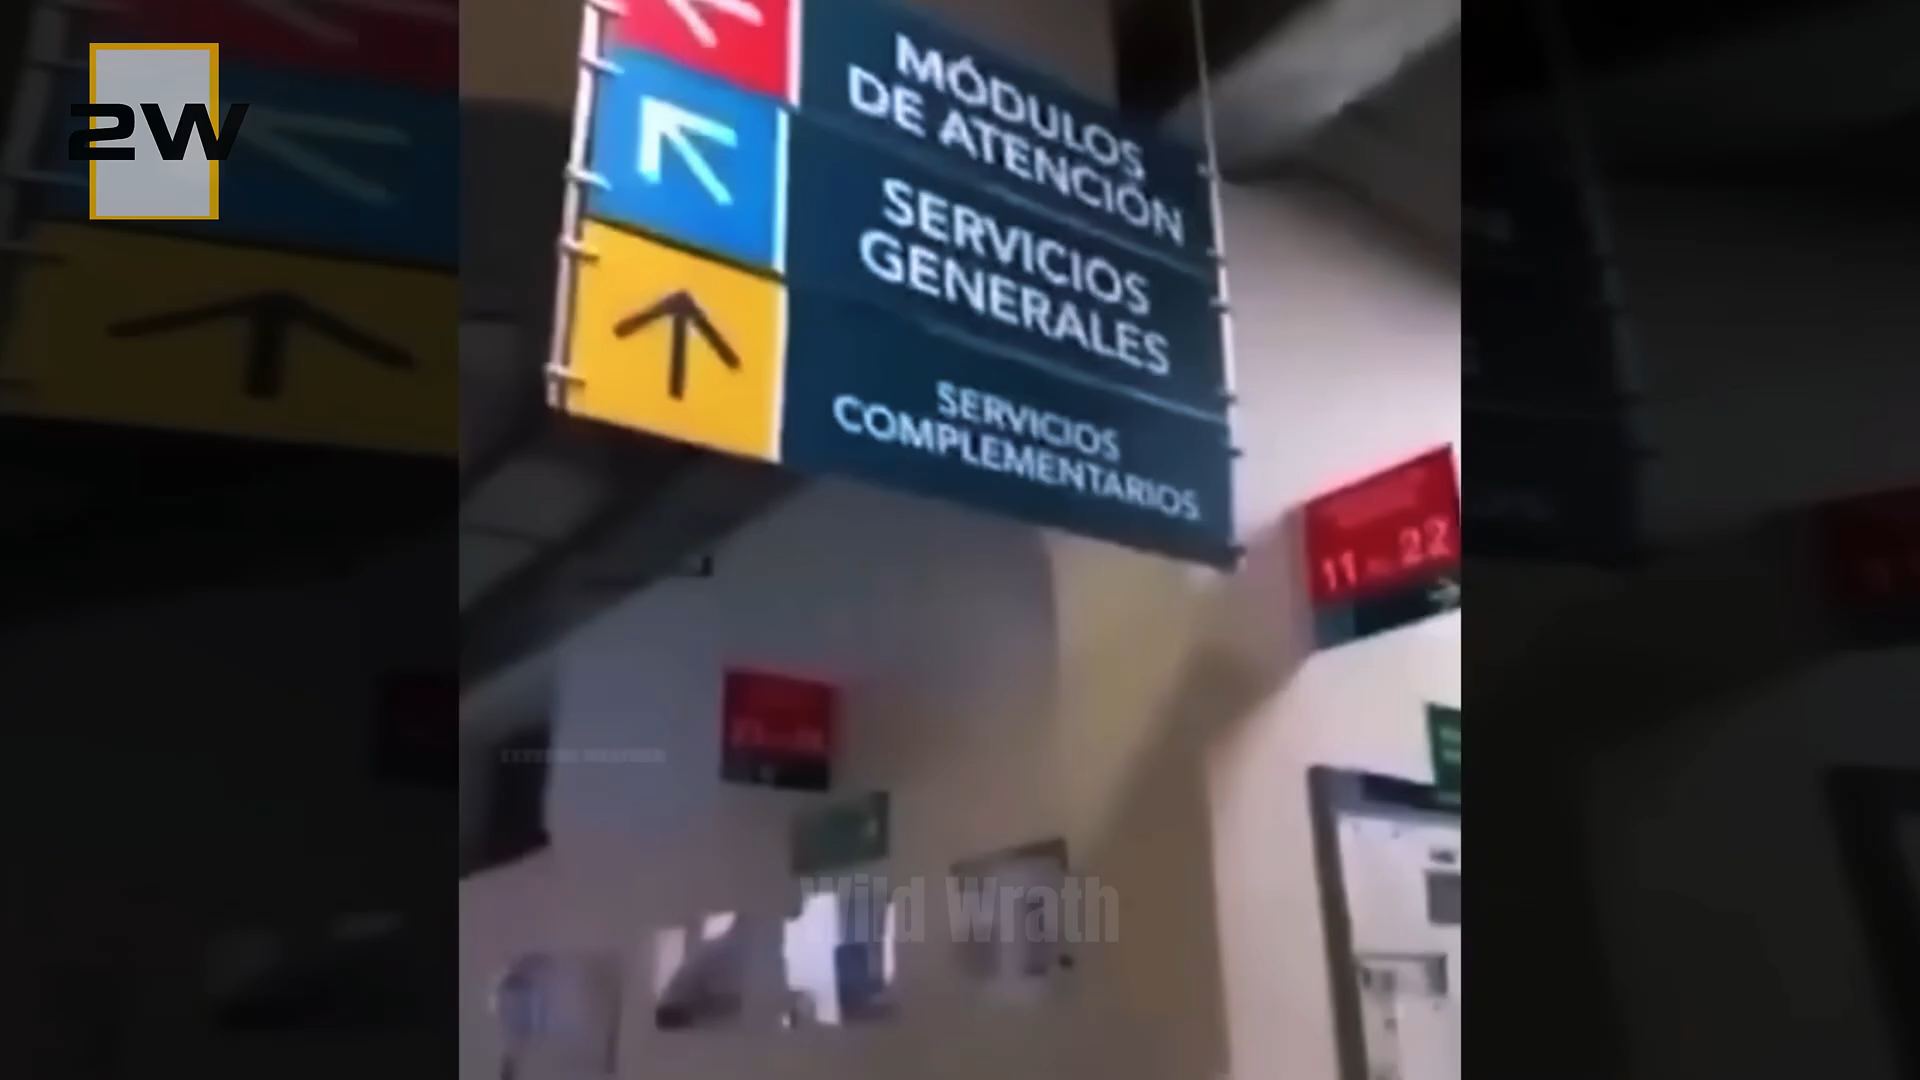 2W
MÓDULOS
DE ATENCIÓN
SERVICIOS
GENERALES
SERVICIOS
COMPLEMENTARIOS
11
22
Wild Wrath